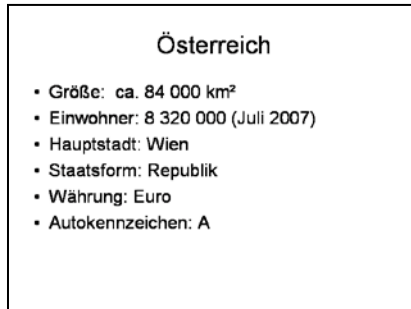 Österreich
• Größe: ca. 84 000 km²
• Einwohner: 8 320 000 (Juli 2007)
• Hauptstadt: Wien
• Staatsform: Republik
• Währung: Euro
• Autokennzeichen: A